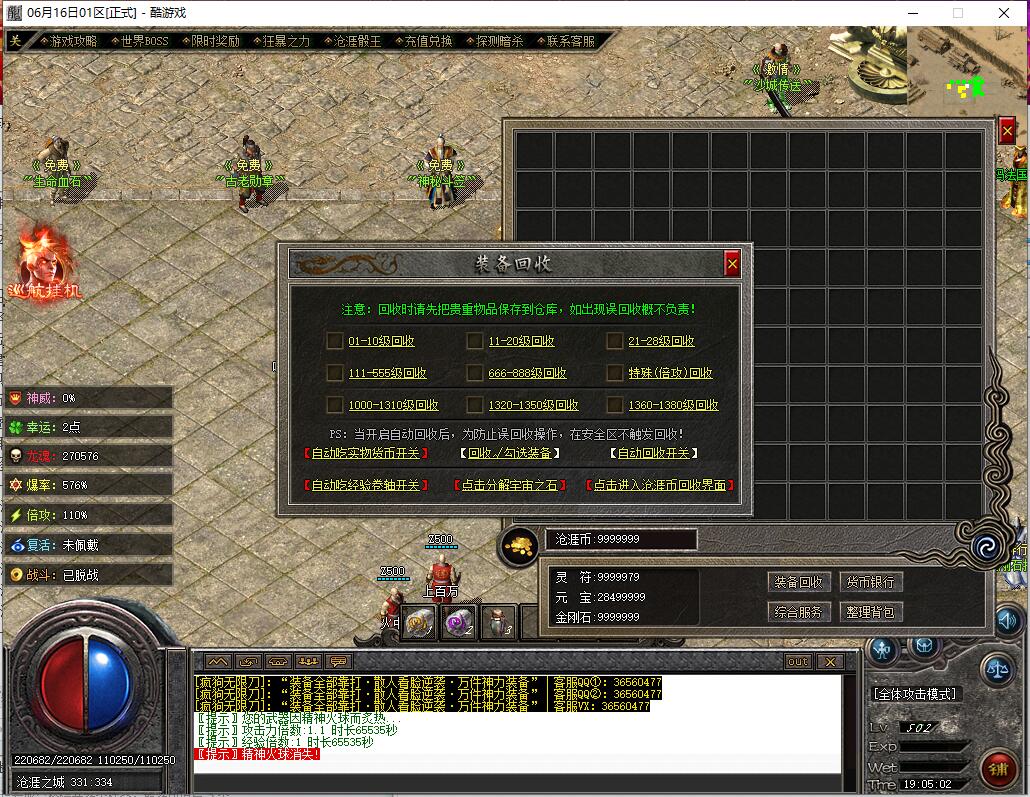 06月16日01区[正式] - 酷游戏
关 游戏攻略 世界BOSS 限时奖励 狂暴之力 沧涯骰王 充值兑换 探测暗杀 联系客服
《激情》
沙城传送
《免费》
生命血石
《免费》
古老勋章
《免费》
神秘斗笠
冯法国
巡航挂机
装备回收
注意：回收时请先把贵重物品保存到仓库，如出现误回收概不负责！
01-10级回收 11-20级回收 21-28级回收
111-555级回收 666-888级回收 特殊(倍攻)回收
1000-1310级回收 1320-1350级回收 1360-1380级回收
PS：当开启自动回收后，为防止误回收操作，在安全区不触发回收！
【自动吃实物货币开关】 【回收/勾选装备】 【自动回收开关】
【自动吃经验卷轴开关】 【点击分解宇宙之石】 【点击进入沧涯币回收界面】
神威：0%
幸运：2点
龙魂：270576
爆率：576%
倍攻：110%
复活：未佩戴
战斗：已脱战
2500
上百万
2500
1 2 3
沧涯币:9999999
灵 符:9999979
元 宝:28499999
金刚石:9999999
装备回收 货币银行
综合服务 整理背包
out X
[疯狗无限刀]：“装备全部靠打·散人看脸逆袭·万件神力装备”｜客服QQ①：36560477
[疯狗无限刀]：“装备全部靠打·散人看脸逆袭·万件神力装备”｜客服QQ②：36560477
[疯狗无限刀]：“装备全部靠打·散人看脸逆袭·万件神力装备”｜客服VX：36560477
〖提示〗您的武器因精神火球而炙热...
〖提示〗攻击力倍数:1.1 时长65535秒
〖提示〗经验倍数:1 时长65535秒
〖提示〗精神火球消失!
220682/220682 110250/110250
沧涯之城 331:334
[全体攻击模式]
Lv 502
Exp
Wet
Time 19:05:02
铺